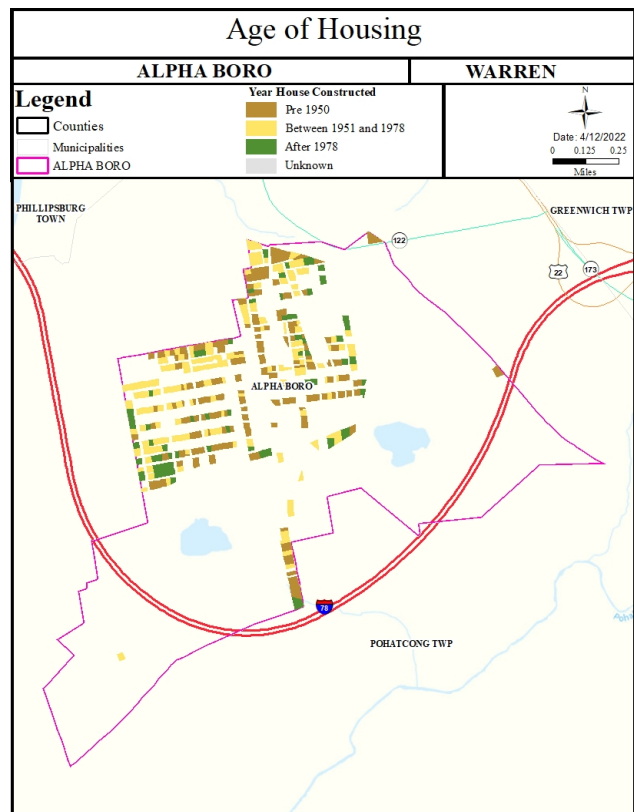 Age of Housing
ALPHA BORO
WARREN
Legend
Counties
Municipalities
ALPHA BORO
Year House Constructed
Pre 1950
Between 1951 and 1978
After 1978
Unknown
N
Date: 4/12/2022
0 0.125 0.25
Miles
PHILLIPSBURG
TOWN
GREENWICH TWP
122
22
173
ALPHA BORO
78
POHATCONG TWP